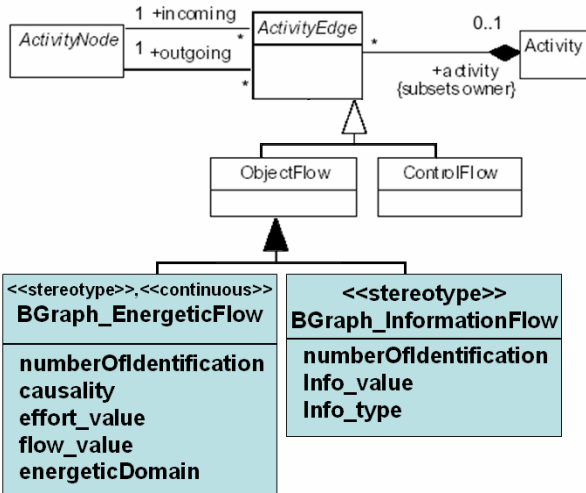 1 +incoming
*
ActivityNode
1 +outgoing
*
ActivityEdge
*
0..1
Activity
+activity
{subsets owner}
ObjectFlow
ControlFlow
<<stereotype>>,<<continuous>>
BGraph_EnergeticFlow
numberOfIdentification
causality
effort_value
flow_value
energeticDomain
<<stereotype>>
BGraph_InformationFlow
numberOfIdentification
Info_value
Info_type